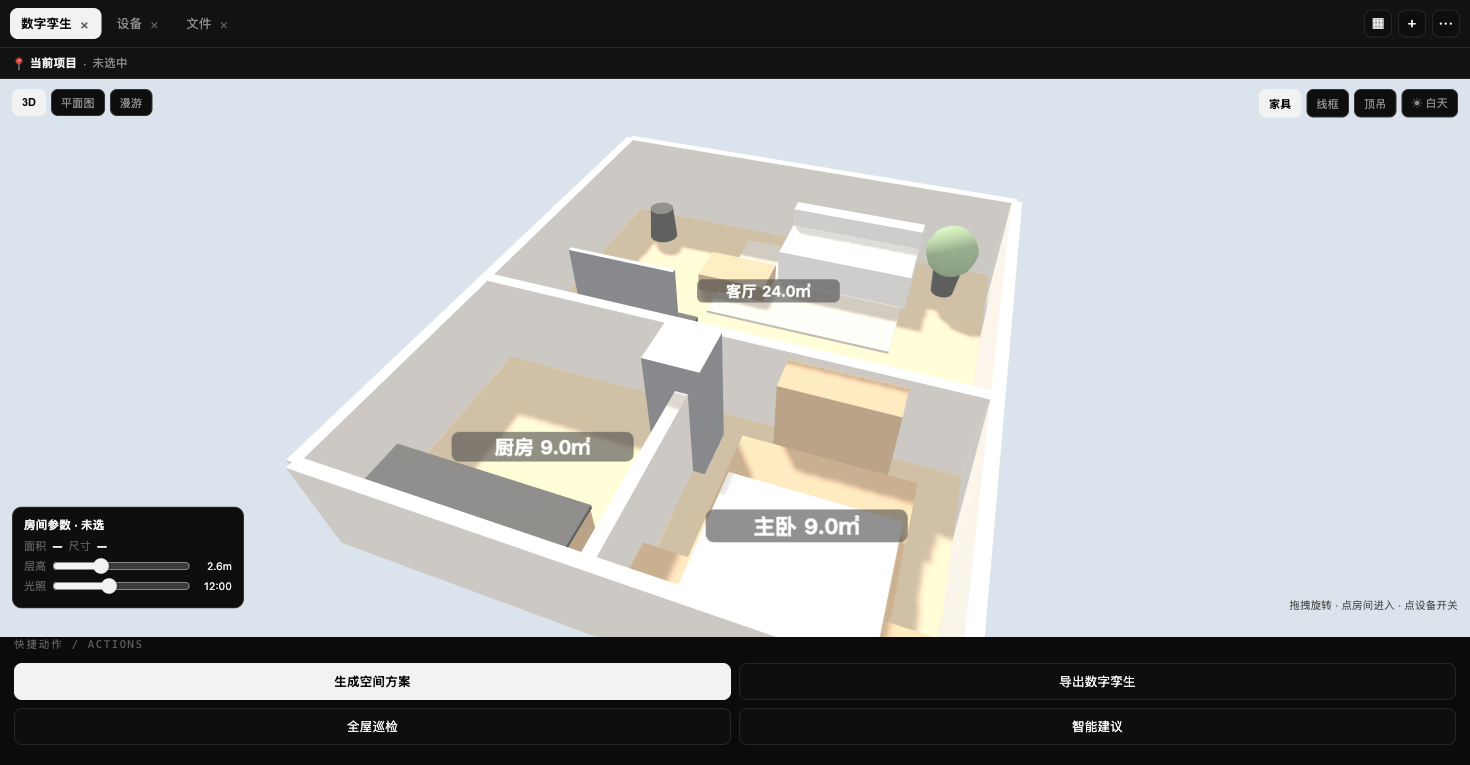 数字孪生 ×
设备 ×
文件 ×
▦ + ⋯
📍 当前项目 · 未选中
3D 平面图 漫游
家具 线框 顶吊 ☀ 白天
客厅 24.0㎡
厨房 9.0㎡
主卧 9.0㎡
房间参数 · 未选
面积 — 尺寸 —
层高 2.6m
光照 12:00
拖拽旋转 · 点房间进入 · 点设备开关
快捷动作 / ACTIONS
生成空间方案
导出数字孪生
全屋巡检
智能建议